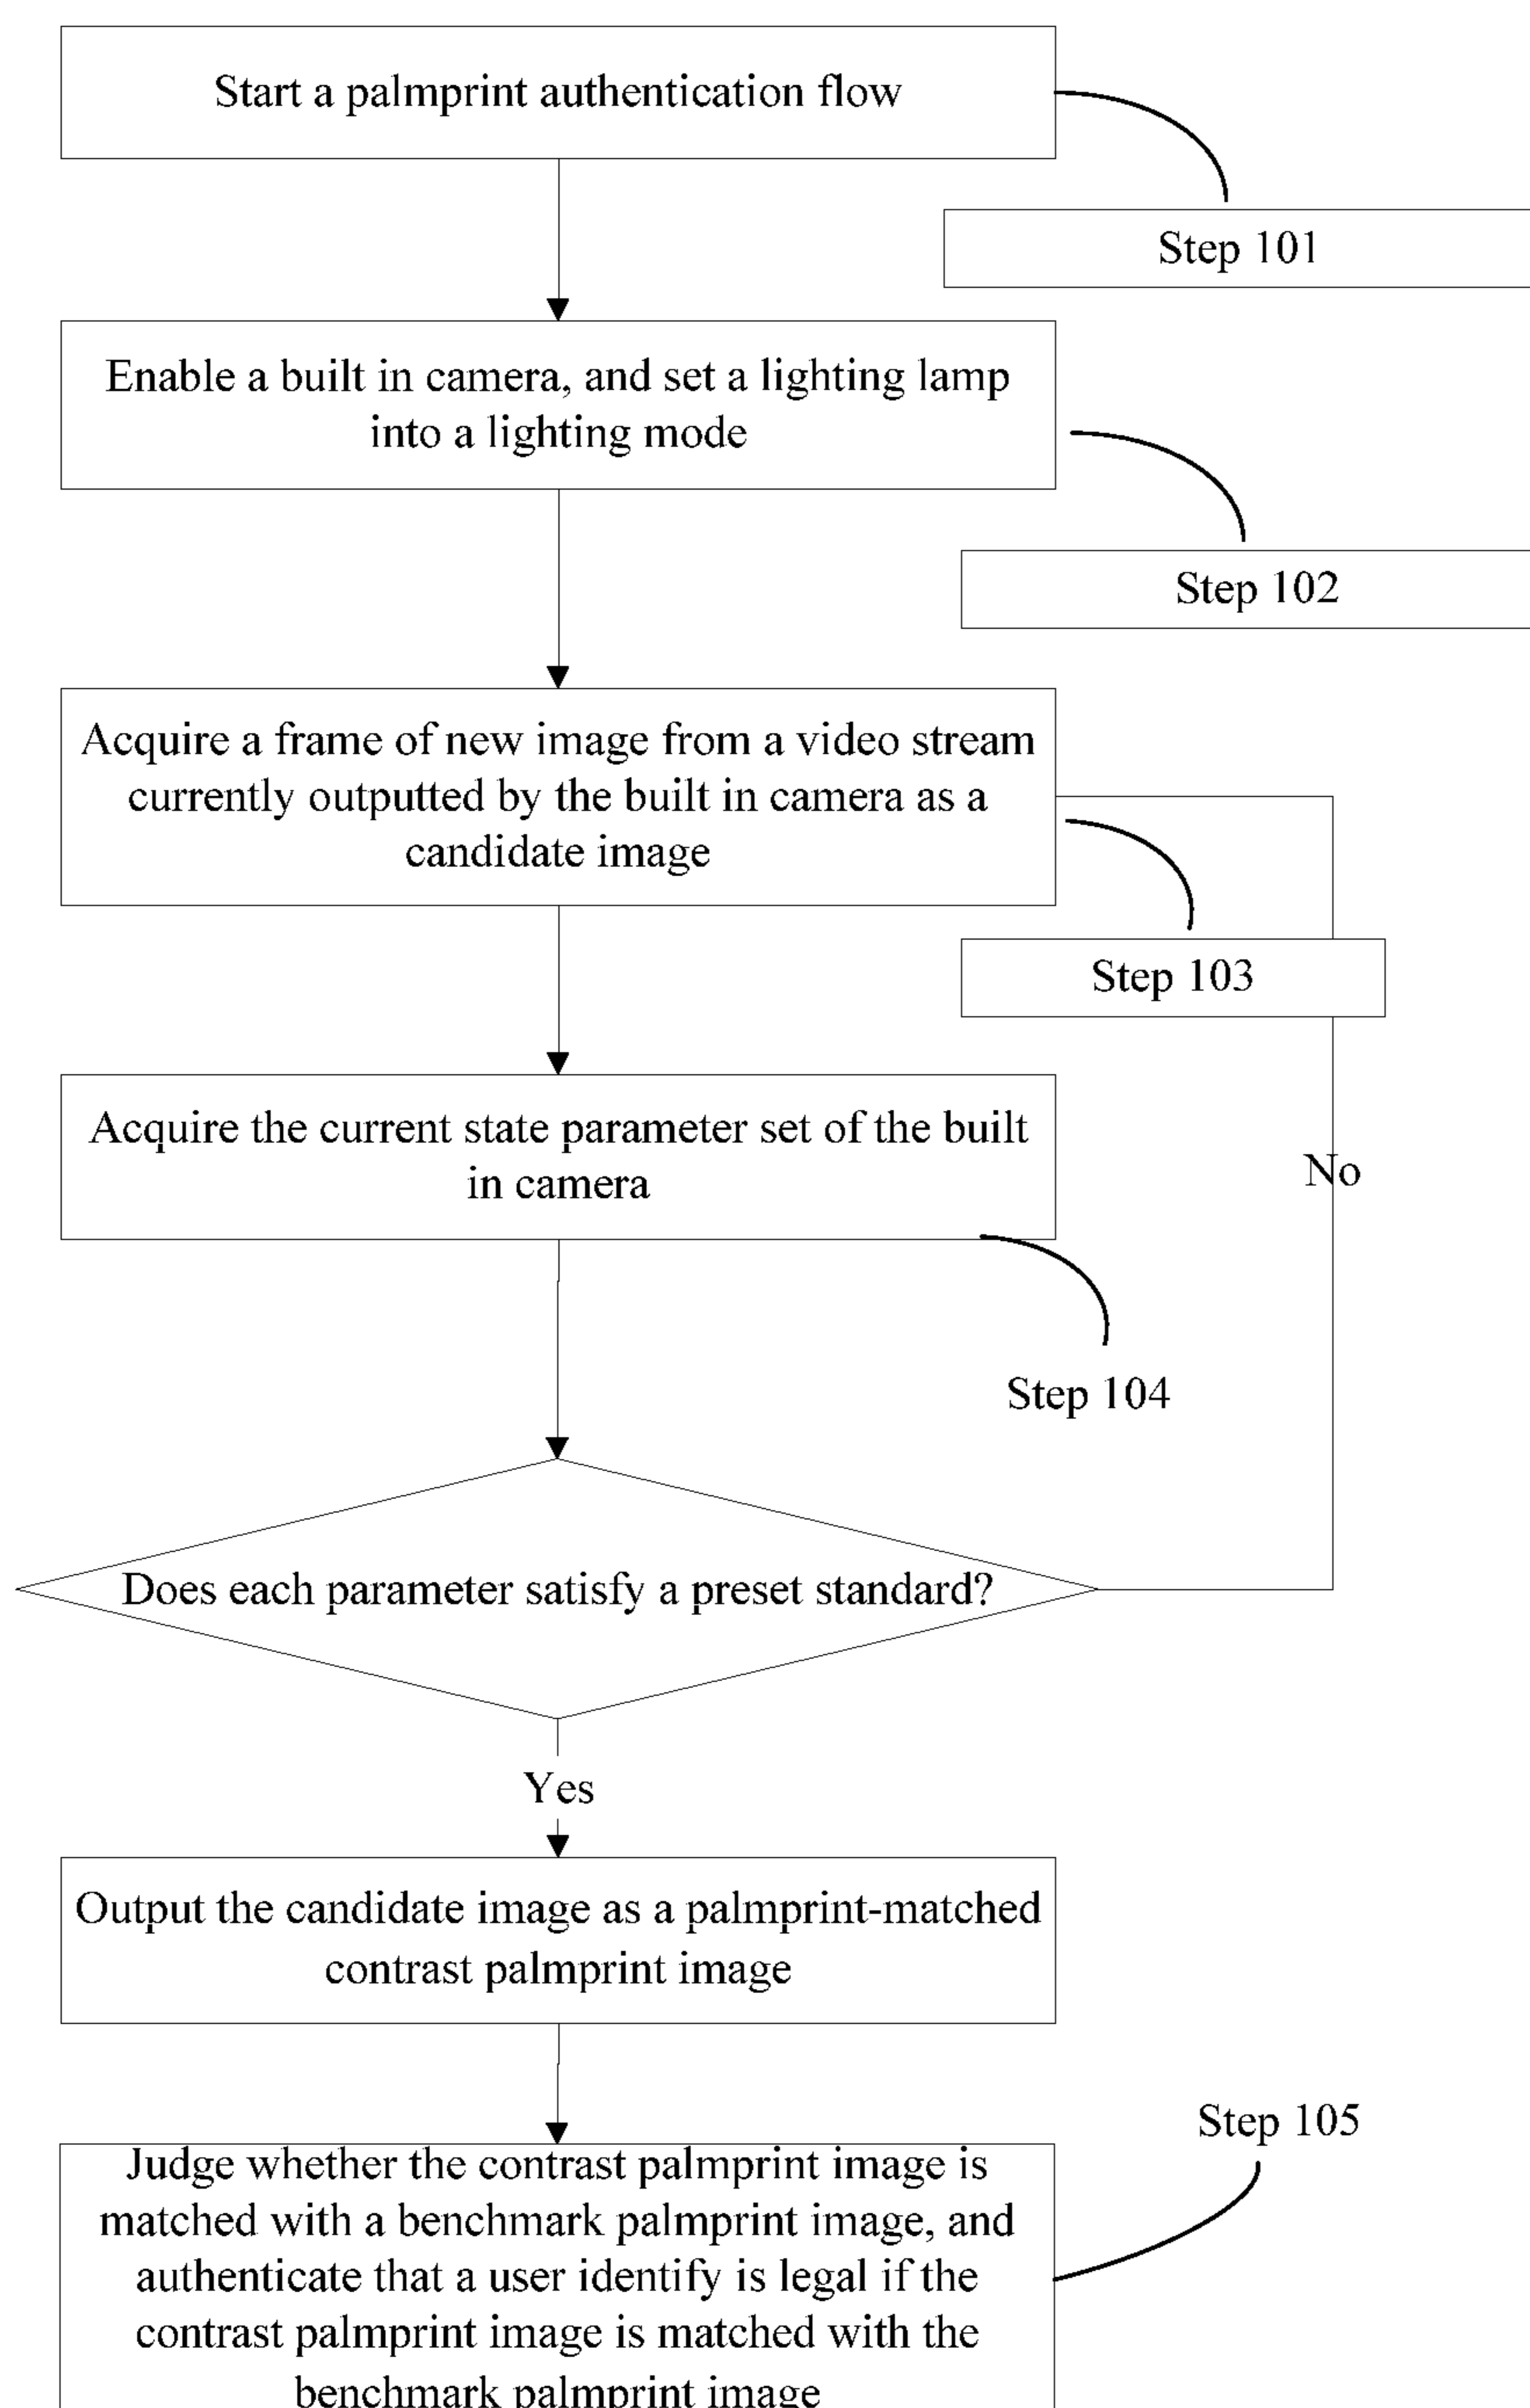 Start a palmprint authentication flow
Step 101
Enable a built in camera, and set a lighting lamp
into a lighting mode
Step 102
Acquire a frame of new image from a video stream
currently outputted by the built in camera as a
candidate image
Step 103
Acquire the current state parameter set of the built
in camera
No
Step 104
Does each parameter satisfy a preset standard?
Yes
Output the candidate image as a palmprint-matched
contrast palmprint image
Step 105
Judge whether the contrast palmprint image is
matched with a benchmark palmprint image, and
authenticate that a user identify is legal if the
contrast palmprint image is matched with the
benchmark palmprint image